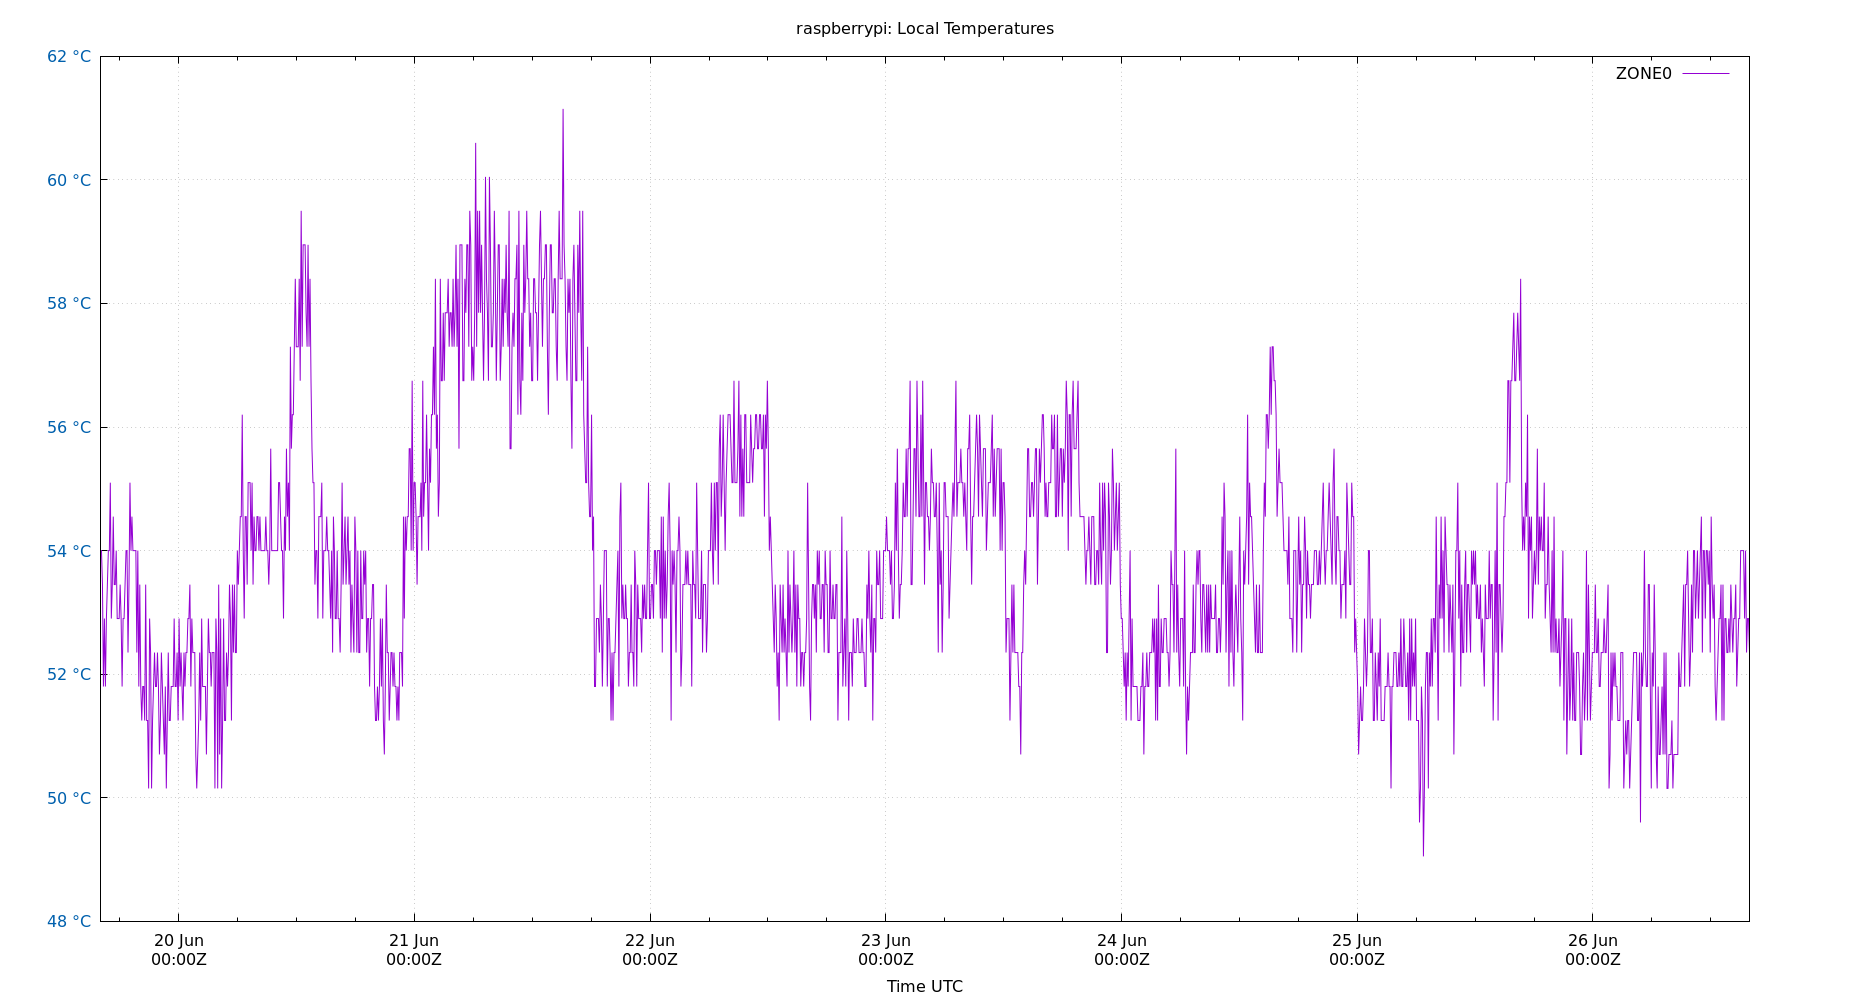 raspberrypi: Local Temperatures
62 °C
60 °C
58 °C
56 °C
54 °C
52 °C
50 °C
48 °C
ZONE0
20 Jun
00:00Z
21 Jun
00:00Z
22 Jun
00:00Z
23 Jun
00:00Z
24 Jun
00:00Z
25 Jun
00:00Z
26 Jun
00:00Z
Time UTC